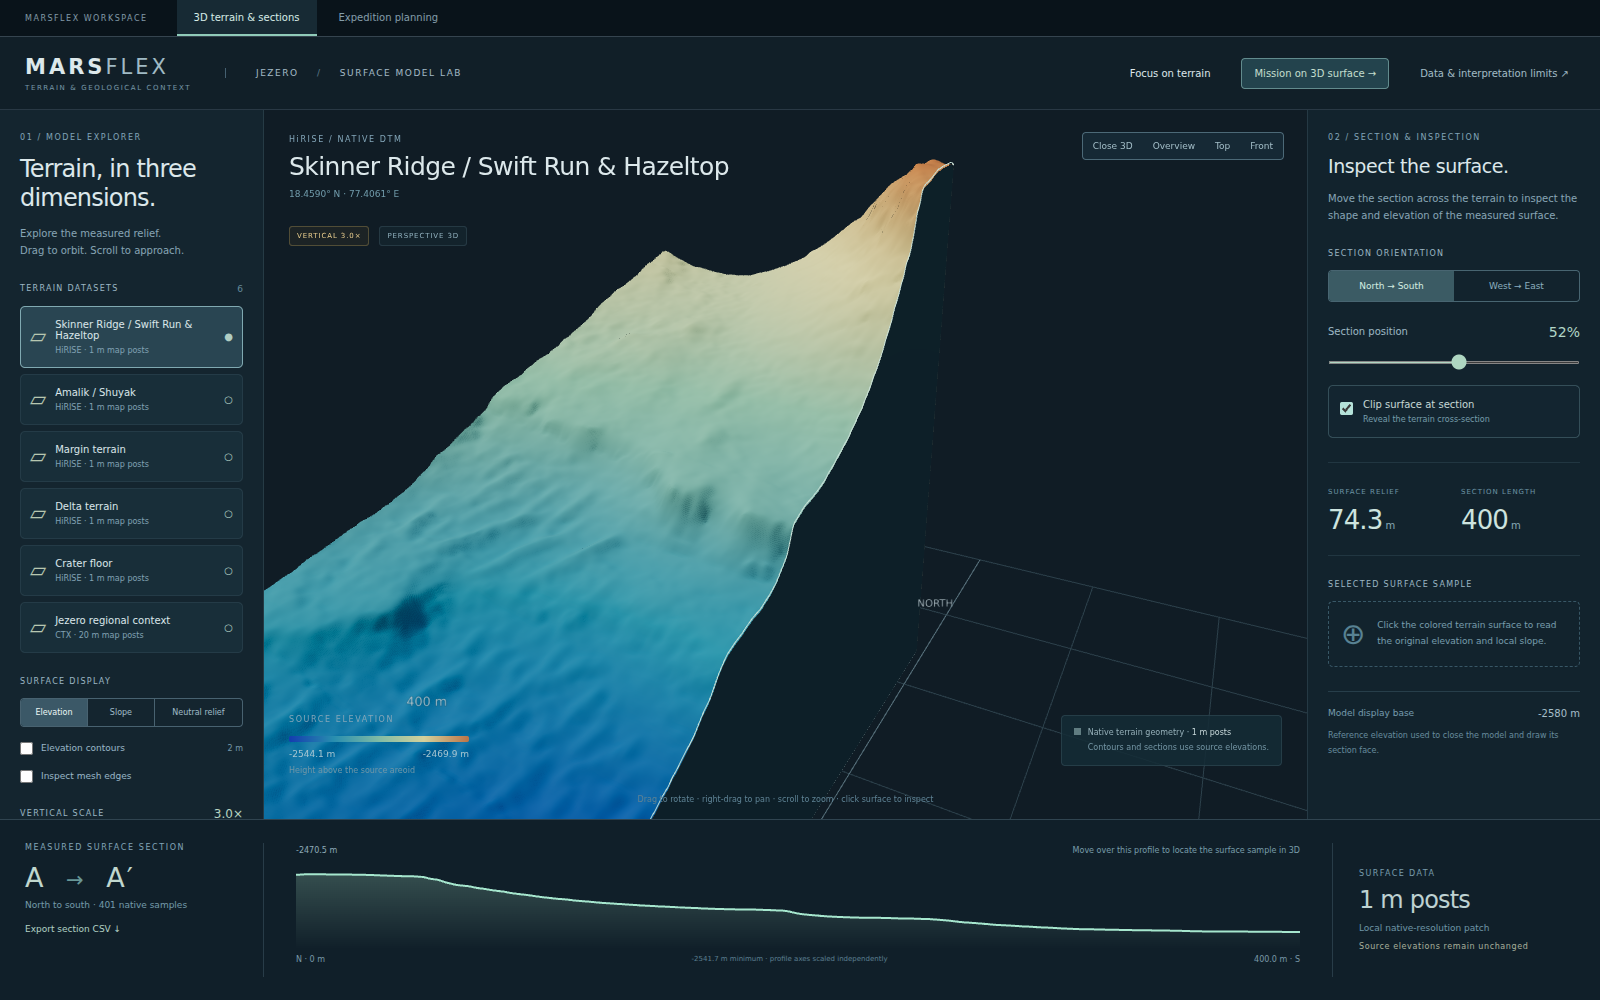 MARSFLEX WORKSPACE
3D terrain & sections
Expedition planning
MARSFLEX
TERRAIN & GEOLOGICAL CONTEXT
| JEZERO / SURFACE MODEL LAB
Focus on terrain
Mission on 3D surface →
Data & interpretation limits ↗
01 / MODEL EXPLORER
Terrain, in three
dimensions.
Explore the measured relief.
Drag to orbit. Scroll to approach.
TERRAIN DATASETS 6
Skinner Ridge / Swift Run &
Hazeltop
HiRISE · 1 m map posts
Amalik / Shuyak
HiRISE · 1 m map posts
Margin terrain
HiRISE · 1 m map posts
Delta terrain
HiRISE · 1 m map posts
Crater floor
HiRISE · 1 m map posts
Jezero regional context
CTX · 20 m map posts
SURFACE DISPLAY
Elevation Slope Neutral relief
Elevation contours 2 m
Inspect mesh edges
VERTICAL SCALE 3.0×
HiRISE / NATIVE DTM
Skinner Ridge / Swift Run & Hazeltop
18.4590° N · 77.4061° E
VERTICAL 3.0× PERSPECTIVE 3D
Close 3D Overview Top Front
NORTH
400 m
SOURCE ELEVATION
-2544.1 m -2469.9 m
Height above the source areoid
Native terrain geometry · 1 m posts
Contours and sections use source elevations.
Drag to rotate · right-drag to pan · scroll to zoom · click surface to inspect
02 / SECTION & INSPECTION
Inspect the surface.
Move the section across the terrain to inspect the
shape and elevation of the measured surface.
SECTION ORIENTATION
North → South West → East
Section position 52%
Clip surface at section
Reveal the terrain cross-section
SURFACE RELIEF SECTION LENGTH
74.3 m 400 m
SELECTED SURFACE SAMPLE
Click the colored terrain surface to read
the original elevation and local slope.
Model display base -2580 m
Reference elevation used to close the model and draw its
section face.
MEASURED SURFACE SECTION
A → A′
North to south · 401 native samples
Export section CSV ↓
-2470.5 m
Move over this profile to locate the surface sample in 3D
N · 0 m
-2541.7 m minimum · profile axes scaled independently
400.0 m · S
SURFACE DATA
1 m posts
Local native-resolution patch
Source elevations remain unchanged